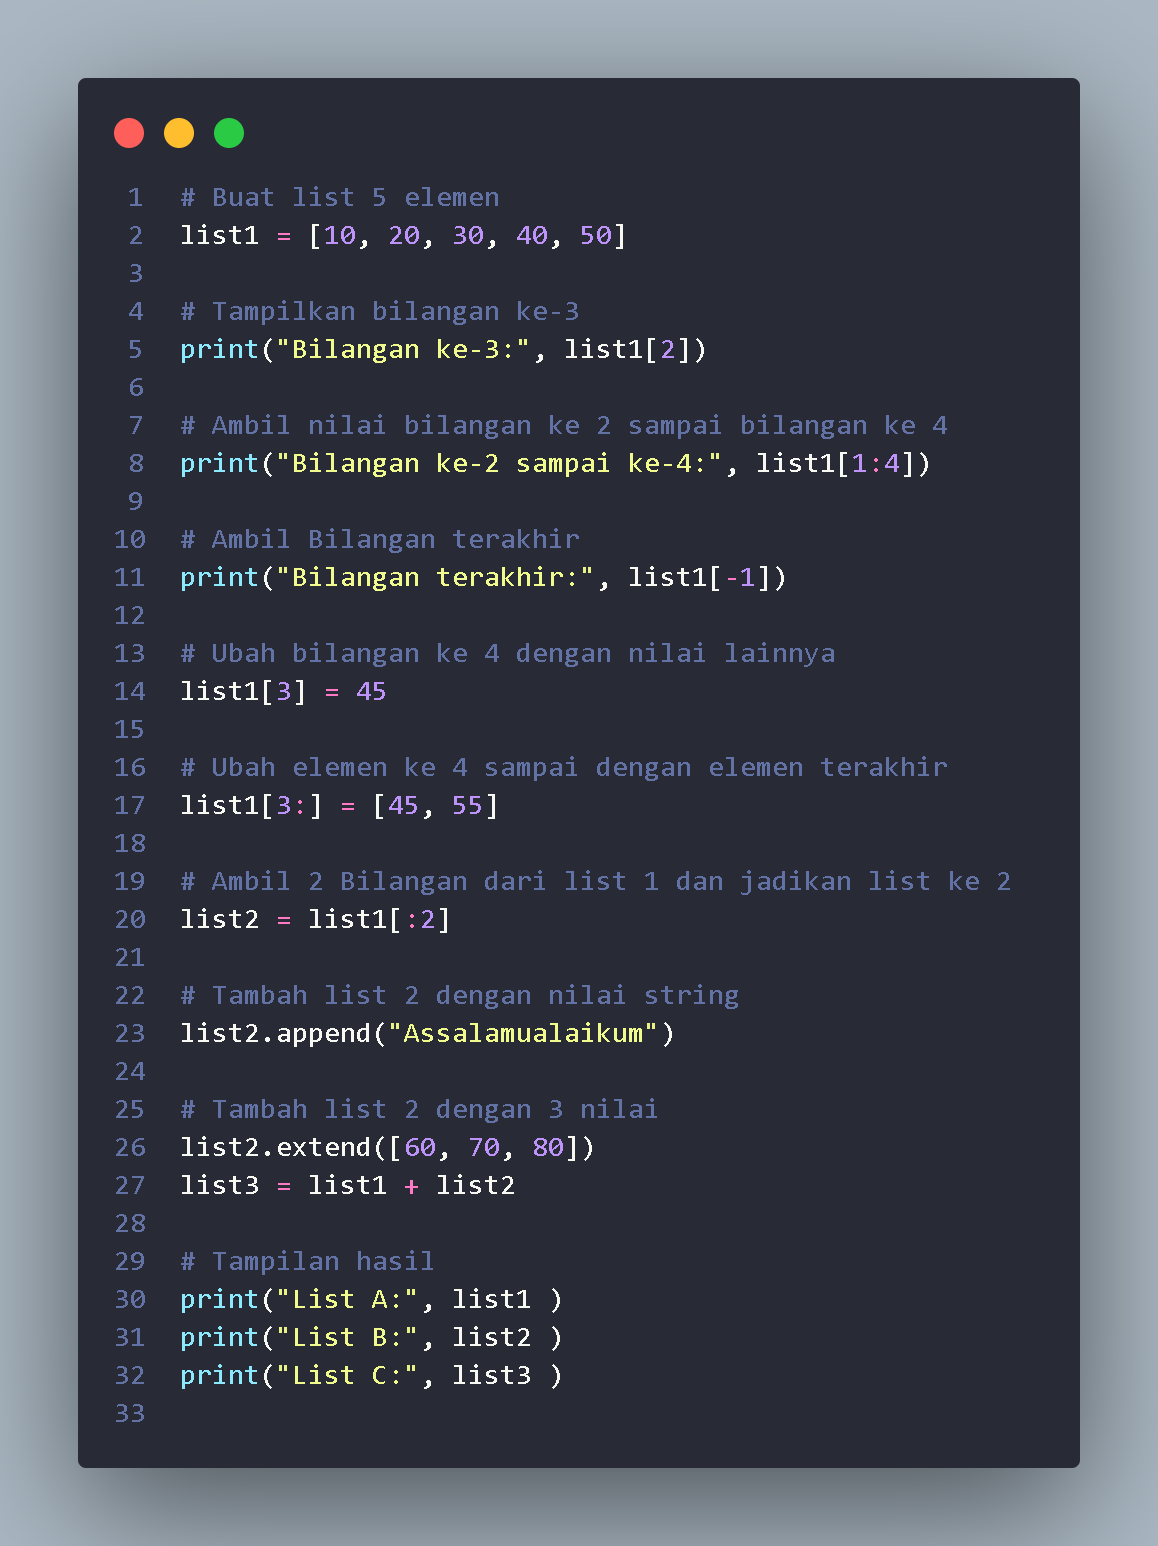 1 # Buat list 5 elemen
2 list1 = [10, 20, 30, 40, 50]
3
4 # Tampilkan bilangan ke-3
5 print("Bilangan ke-3:", list1[2])
6
7 # Ambil nilai bilangan ke 2 sampai bilangan ke 4
8 print("Bilangan ke-2 sampai ke-4:", list1[1:4])
9
10 # Ambil Bilangan terakhir
11 print("Bilangan terakhir:", list1[-1])
12
13 # Ubah bilangan ke 4 dengan nilai lainnya
14 list1[3] = 45
15
16 # Ubah elemen ke 4 sampai dengan elemen terakhir
17 list1[3:] = [45, 55]
18
19 # Ambil 2 Bilangan dari list 1 dan jadikan list ke 2
20 list2 = list1[:2]
21
22 # Tambah list 2 dengan nilai string
23 list2.append("Assalamualaikum")
24
25 # Tambah list 2 dengan 3 nilai
26 list2.extend([60, 70, 80])
27 list3 = list1 + list2
28
29 # Tampilan hasil
30 print("List A:", list1 )
31 print("List B:", list2 )
32 print("List C:", list3 )
33